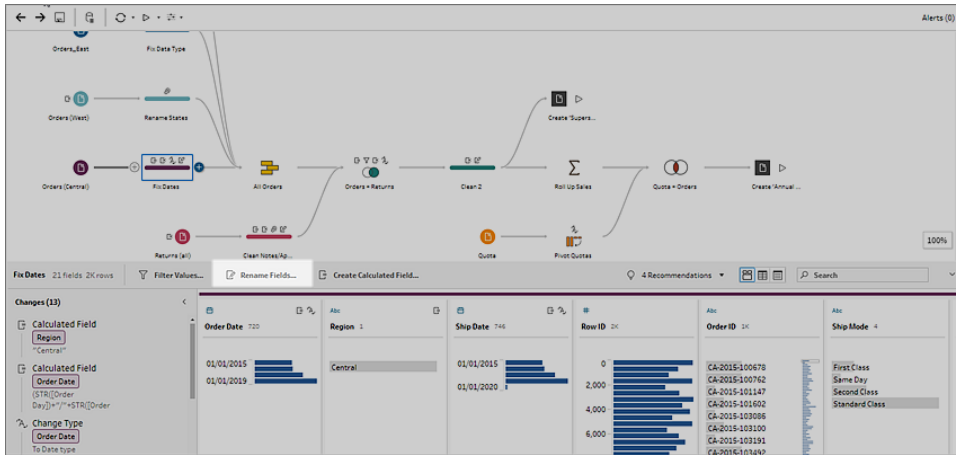 Alerts (0)
Orders_East
Fix Data Type
Orders (West)
Rename States
Create 'Supers...
Orders (Central)
Fix Dates
All Orders
Orders + Returns
Clean 2
Roll Up Sales
Quota + Orders
Create 'Annual ...
Returns (all)
Clean Notes/Ap...
Quota
Pivot Quotas
100%
Fix Dates 21 fields 2K rows
Filter Values...
Rename Fields...
Create Calculated Field...
4 Recommendations
Search
Changes (13)
Calculated Field
Region
"Central"
Calculated Field
Order Date
(STR([Order
Day])+"/"+STR([Order
Change Type
Order Date
To Date type
Order Date 720
01/01/2015
01/01/2019
Abc
Region 1
Central
Ship Date 746
01/01/2015
01/01/2020
#
Row ID 2K
0
2,000
4,000
6,000
Abc
Order ID 1K
CA-2015-100678
CA-2015-100762
CA-2015-101147
CA-2015-101602
CA-2015-103086
CA-2015-103100
CA-2015-103191
CA-2015-103492
Abc
Ship Mode 4
First Class
Same Day
Second Class
Standard Class